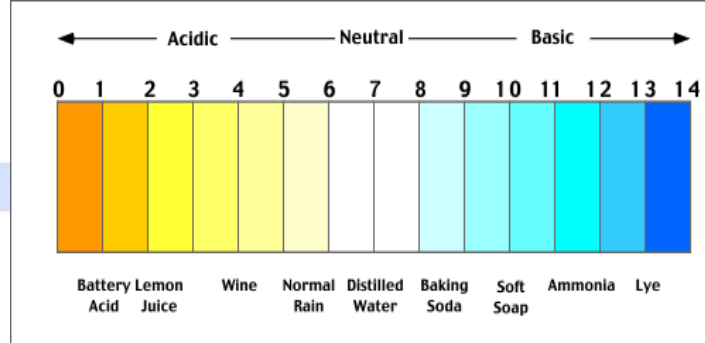 Acidic Neutral Basic
0 1 2 3 4 5 6 7 8 9 10 11 12 13 14
Battery Lemon Wine Normal Distilled Baking Soft Ammonia Lye
Acid Juice Rain Water Soda Soap